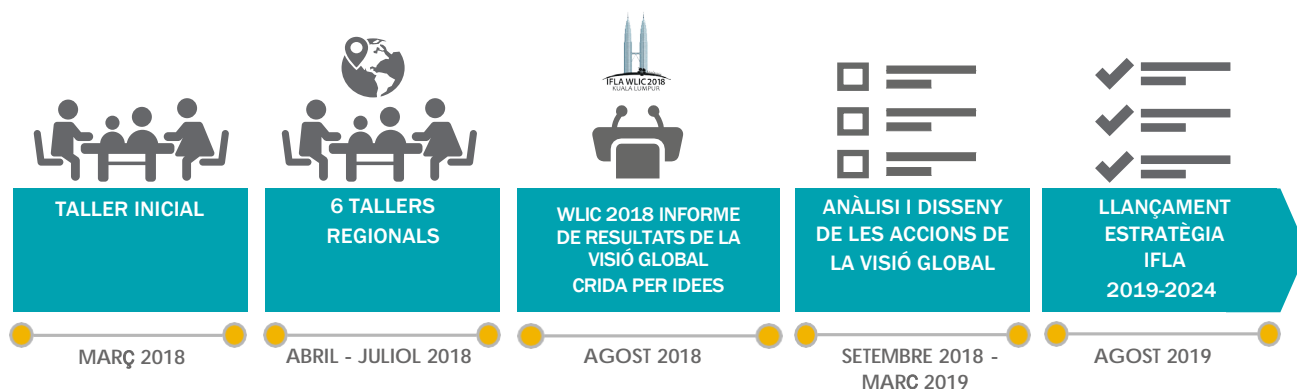 IFLA WLIC 2018
KUALA LUMPUR
TALLER INICIAL
6 TALLERS
REGIONALS
WLIC 2018 INFORME
DE RESULTATS DE LA
VISIÓ GLOBAL
CRIDA PER IDEES
ANÀLISI I DISSENY
DE LES ACCIONS DE
LA VISIÓ GLOBAL
LLANÇAMENT
ESTRATÈGIA
IFLA
2019-2024
MARÇ 2018
ABRIL - JULIOL 2018
AGOST 2018
SETEMBRE 2018 -
MARÇ 2019
AGOST 2019